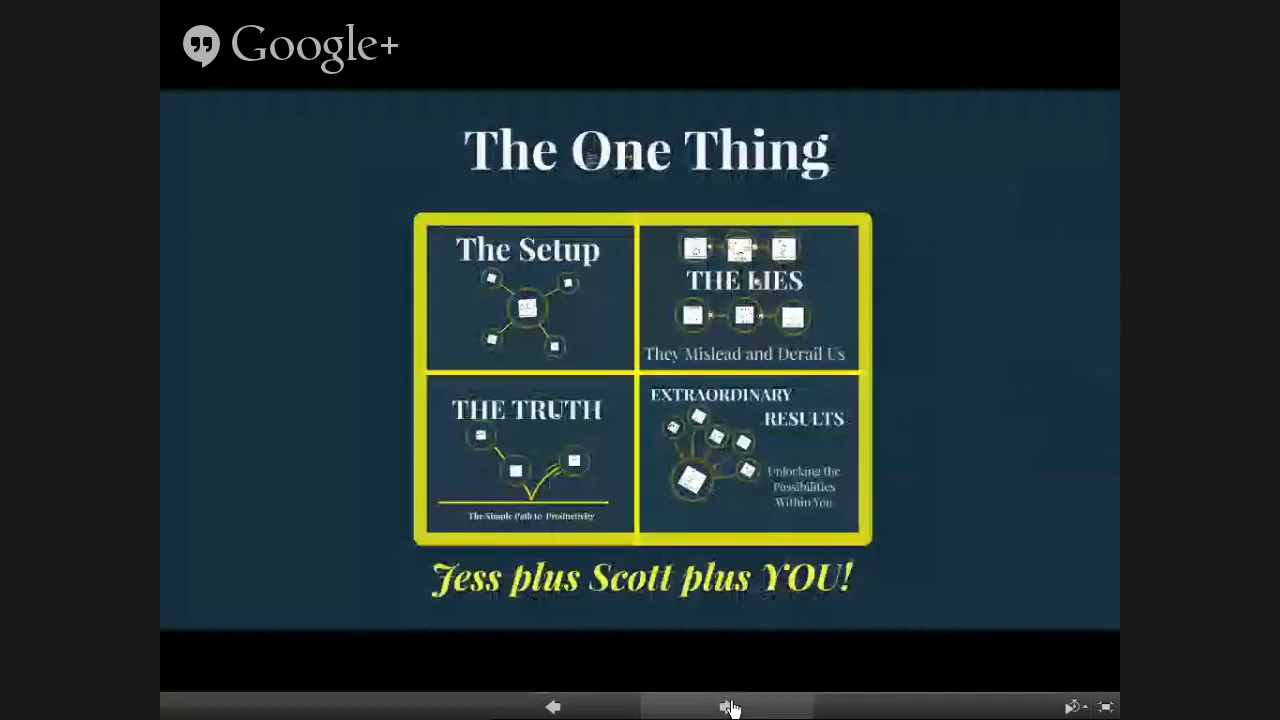 Google+
The One Thing
The Setup
THE LIES
They Mislead and Derail Us
THE TRUTH
The Simple Path to Productivity
EXTRAORDINARY
RESULTS
Unlocking the
Possibilities
Within You
Jess plus Scott plus YOU!